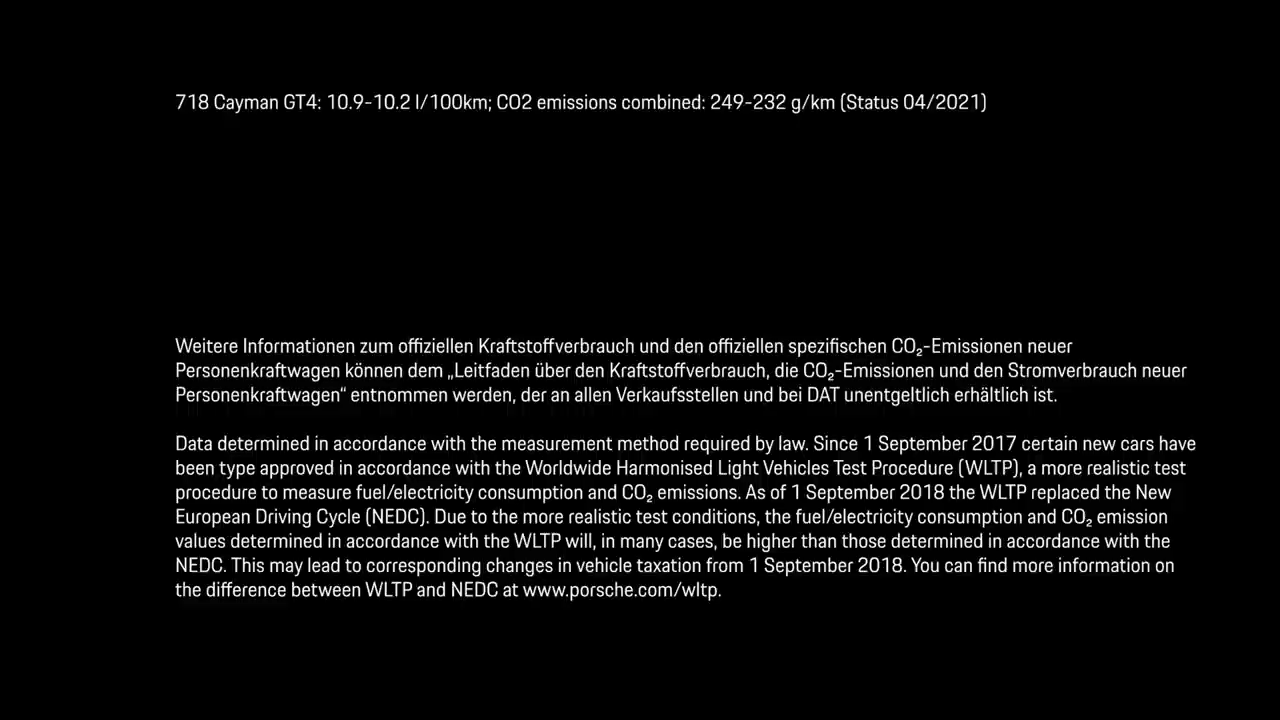 718 Cayman GT4: 10.9-10.2 l/100km; CO2 emissions combined: 249-232 g/km (Status 04/2021)
Weitere Informationen zum offiziellen Kraftstoffverbrauch und den offiziellen spezifischen CO₂-Emissionen neuer
Personenkraftwagen können dem „Leitfaden über den Kraftstoffverbrauch, die CO₂-Emissionen und den Stromverbrauch neuer
Personenkraftwagen“ entnommen werden, der an allen Verkaufsstellen und bei DAT unentgeltlich erhältlich ist.
Data determined in accordance with the measurement method required by law. Since 1 September 2017 certain new cars have
been type approved in accordance with the Worldwide Harmonised Light Vehicles Test Procedure (WLTP), a more realistic test
procedure to measure fuel/electricity consumption and CO₂ emissions. As of 1 September 2018 the WLTP replaced the New
European Driving Cycle (NEDC). Due to the more realistic test conditions, the fuel/electricity consumption and CO₂ emission
values determined in accordance with the WLTP will, in many cases, be higher than those determined in accordance with the
NEDC. This may lead to corresponding changes in vehicle taxation from 1 September 2018. You can find more information on
the difference between WLTP and NEDC at www.porsche.com/wltp.